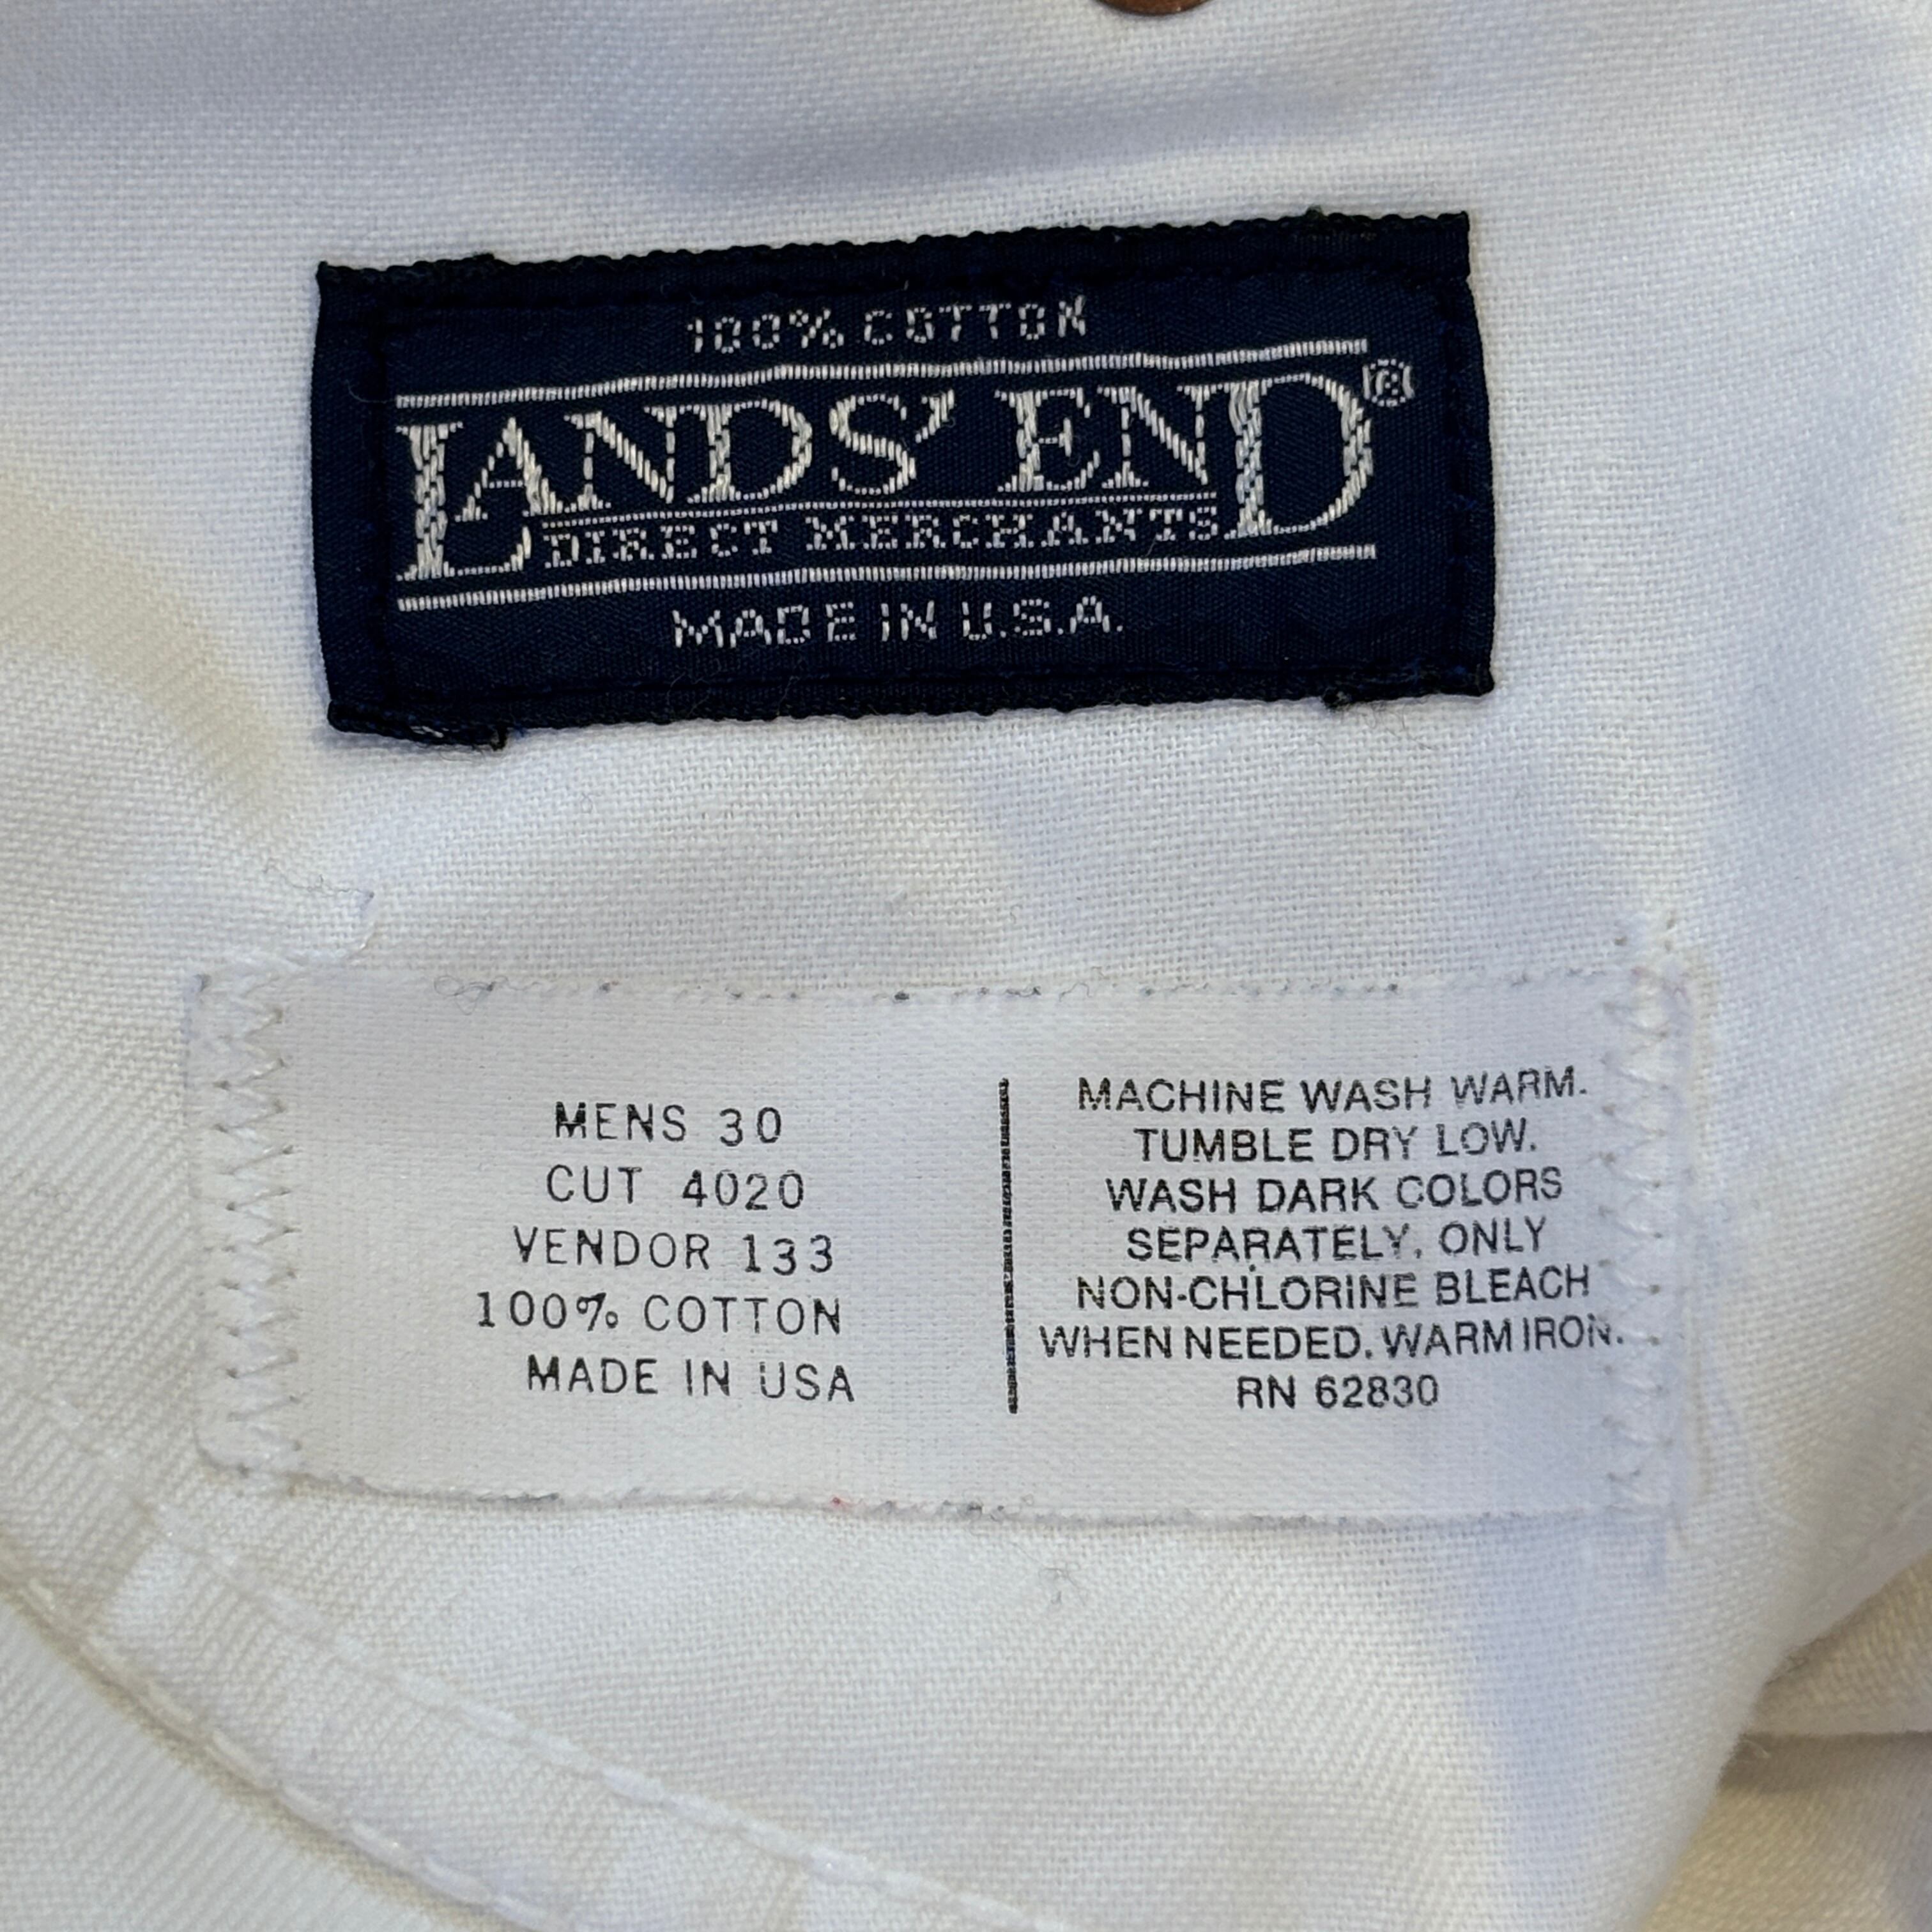 100% COTTON
LANDS' END®
DIRECT MERCHANTS
MADE IN U.S.A.
MENS 30
CUT 4020
VENDOR 133
100% COTTON
MADE IN USA
MACHINE WASH WARM.
TUMBLE DRY LOW.
WASH DARK COLORS
SEPARATELY, ONLY
NON-CHLORINE BLEACH
WHEN NEEDED. WARM IRON.
RN 62830